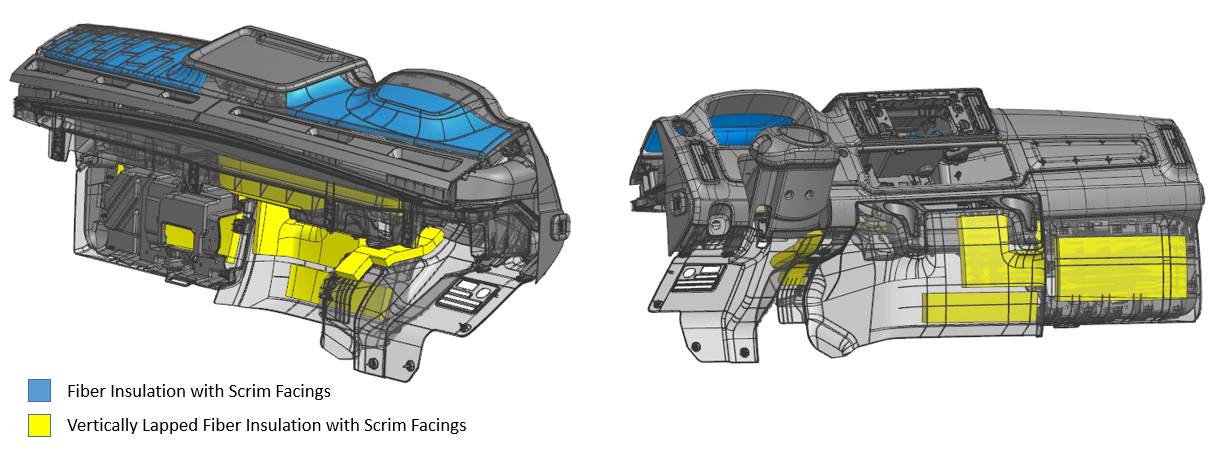 Fiber Insulation with Scrim Facings
Vertically Lapped Fiber Insulation with Scrim Facings